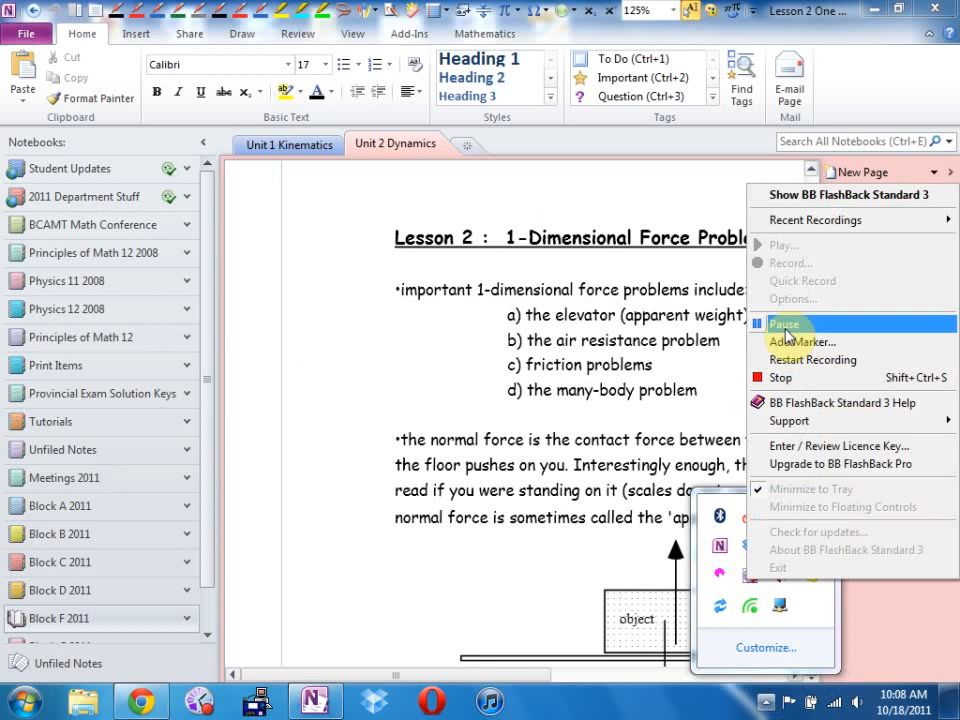 125%
Lesson 2 One ...
File
Home
Insert
Share
Draw
Review
View
Add-Ins
Mathematics
Paste
Cut
Copy
Format Painter
Clipboard
Calibri
17
B I U abc x₂
A
Basic Text
Heading 1
Heading 2
Heading 3
Styles
To Do (Ctrl+1)
Important (Ctrl+2)
? Question (Ctrl+3)
Tags
Find
Tags
E-mail
Page
Mail
Notebooks:
Unit 1 Kinematics
Unit 2 Dynamics
Search All Notebooks (Ctrl+E)
New Page
Student Updates
2011 Department Stuff
BCAMT Math Conference
Principles of Math 12 2008
Physics 11 2008
Physics 12 2008
Principles of Math 12
Print Items
Provincial Exam Solution Keys
Tutorials
Unfiled Notes
Meetings 2011
Block A 2011
Block B 2011
Block C 2011
Block D 2011
Block F 2011
Unfiled Notes
Lesson 2 : 1-Dimensional Force
•important 1-dimensional force problems include:
a) the elevator (apparent weight)
b) the air resistance problem
c) friction problems
d) the many-body problem
•the normal force is the contact force between
the floor pushes on you. Interestingly enough,
read if you were standing on it (scales
normal force is sometimes called the
object
Show BB FlashBack Standard 3
Recent Recordings
Play...
Record...
Quick Record
Options...
Pause
Add Marker...
Restart Recording
Stop Shift+Ctrl+S
BB FlashBack Standard 3 Help
Support
Enter / Review Licence Key...
Upgrade to BB FlashBack Pro
Minimize to Tray
Minimize to Floating Controls
Check for updates...
About BB FlashBack Standard 3
Exit
Customize...
10:08 AM
10/18/2011